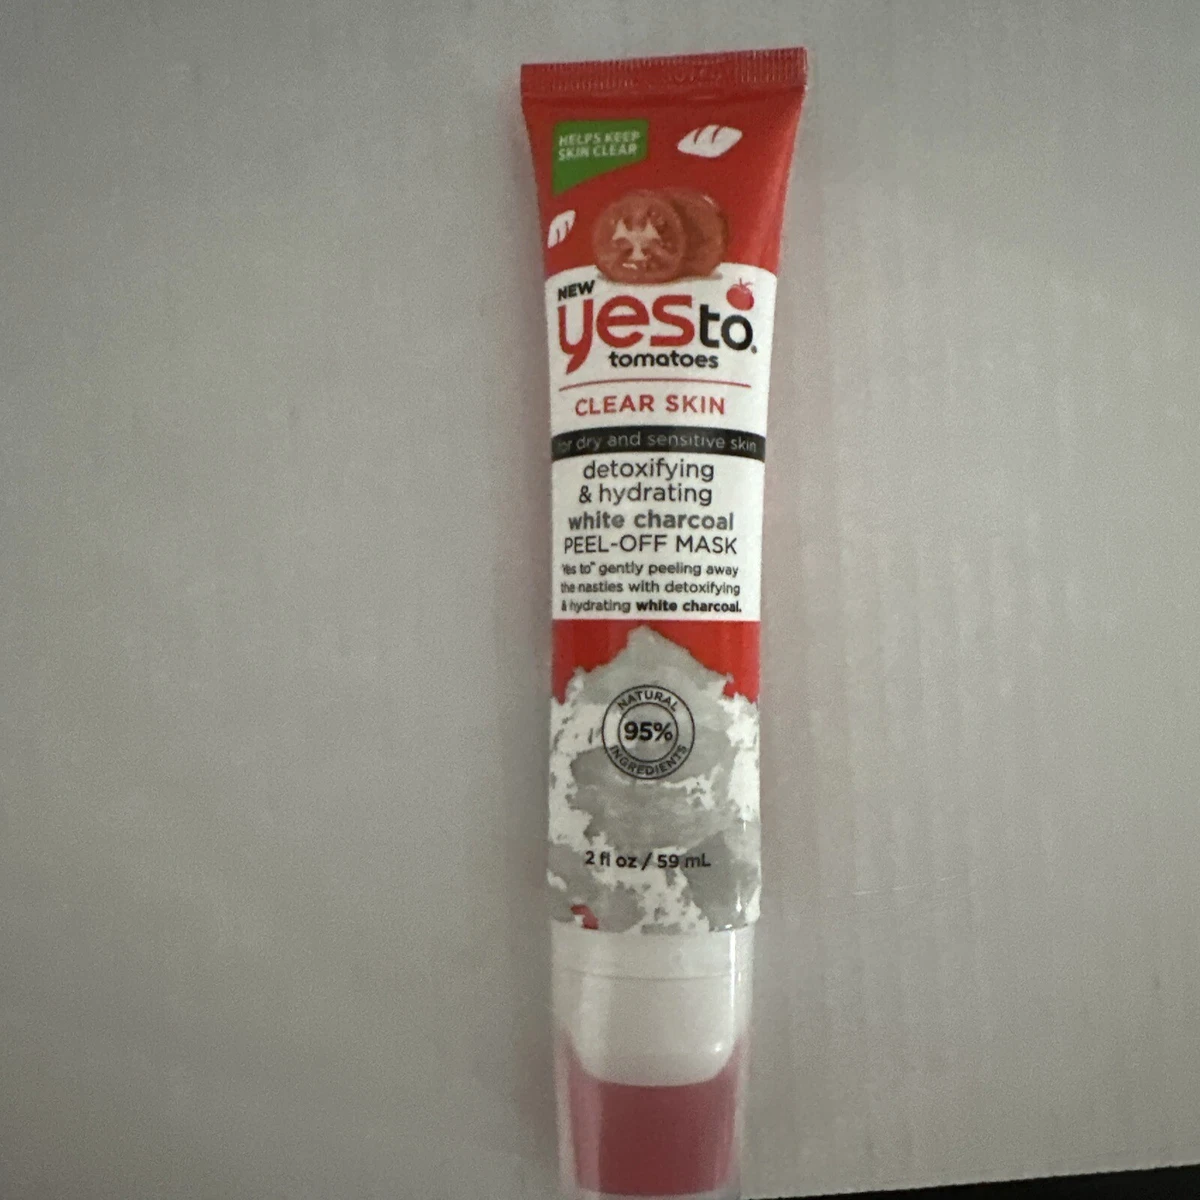 HELPS KEEP
SKIN CLEAR
NEW
yes to.
tomatoes
CLEAR SKIN
for dry and sensitive skin
detoxifying
& hydrating
white charcoal
PEEL-OFF MASK
"Yes to" gently peeling away
the nasties with detoxifying
& hydrating white charcoal.
NATURAL
95%
INGREDIENTS
2 fl oz / 59 mL